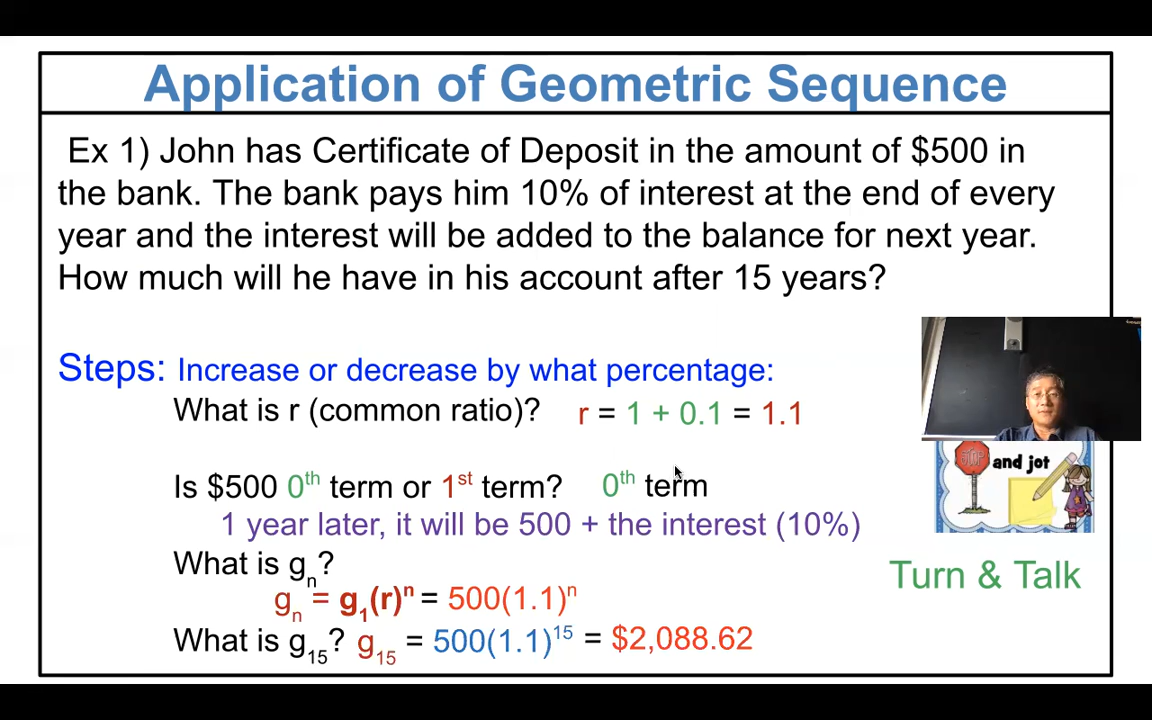 Application of Geometric Sequence
Ex 1) John has Certificate of Deposit in the amount of $500 in
the bank. The bank pays him 10% of interest at the end of every
year and the interest will be added to the balance for next year.
How much will he have in his account after 15 years?
Steps: Increase or decrease by what percentage:
What is r (common ratio)? r = 1 + 0.1 = 1.1
Is $500 0th term or 1st term? 0th term
1 year later, it will be 500 + the interest (10%)
What is gn?
gn = g1(r)ⁿ = 500(1.1)ⁿ
What is g15? g15 = 500(1.1)¹⁵ = $2,088.62
STOP and jot
Turn & Talk